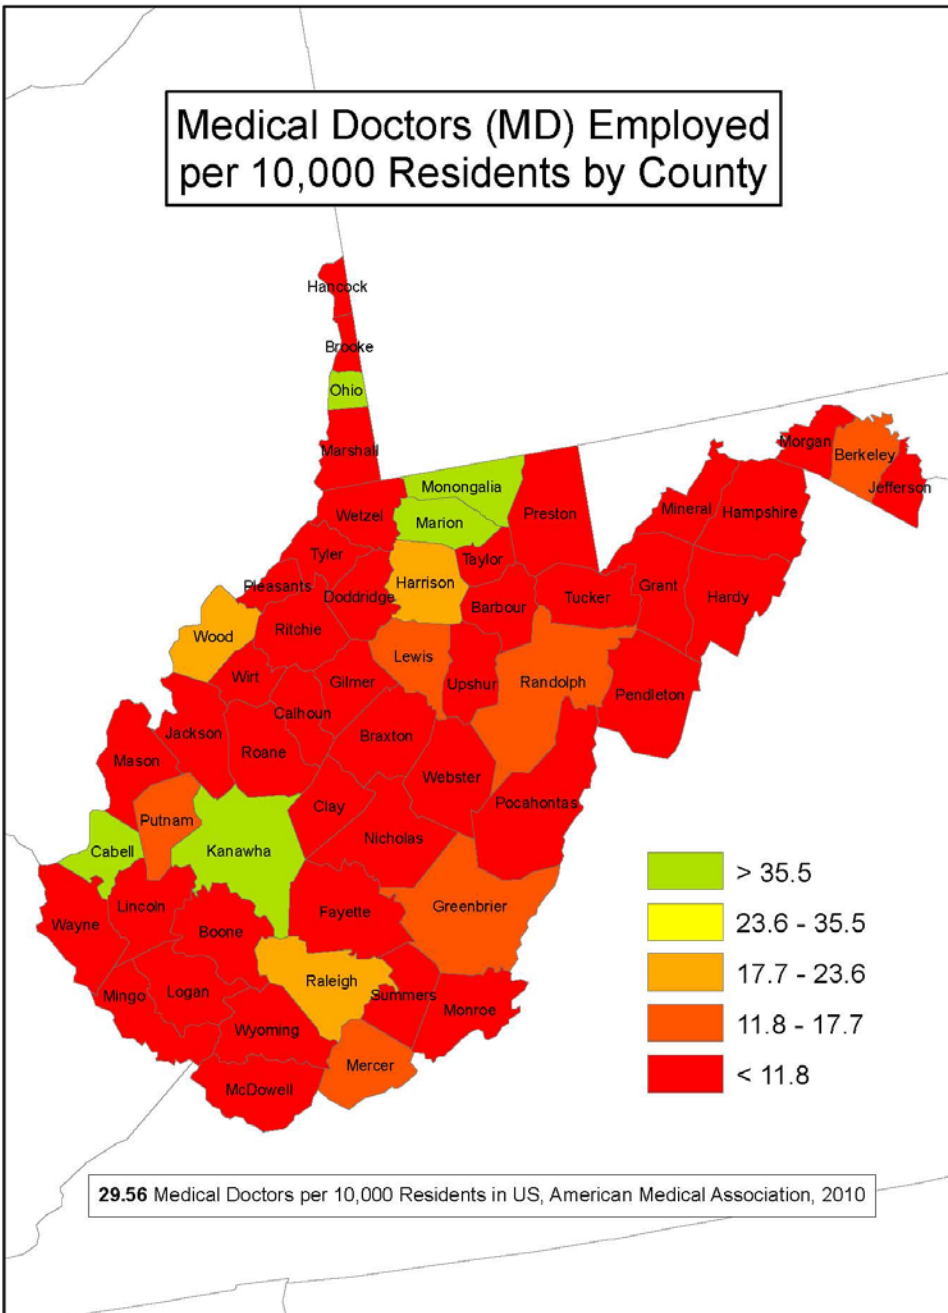 Medical Doctors (MD) Employed
per 10,000 Residents by County
Hancock
Brooke
Ohio
Marshall
Morgan
Berkeley
Jefferson
Monongalia
Mineral
Hampshire
Wetzel
Marion
Preston
Tyler
Taylor
Pleasants
Doddridge
Harrison
Barbour
Tucker
Grant
Hardy
Wood
Ritchie
Lewis
Wirt
Gilmer
Upshur
Randolph
Pendleton
Calhoun
Jackson
Roane
Braxton
Mason
Webster
Clay
Pocahontas
Putnam
Nicholas
Cabell
Kanawha
Lincoln
Fayette
Greenbrier
Wayne
Boone
Raleigh
Mingo
Logan
Summers
Monroe
Wyoming
Mercer
McDowell
> 35.5
23.6 - 35.5
17.7 - 23.6
11.8 - 17.7
< 11.8
29.56 Medical Doctors per 10,000 Residents in US, American Medical Association, 2010